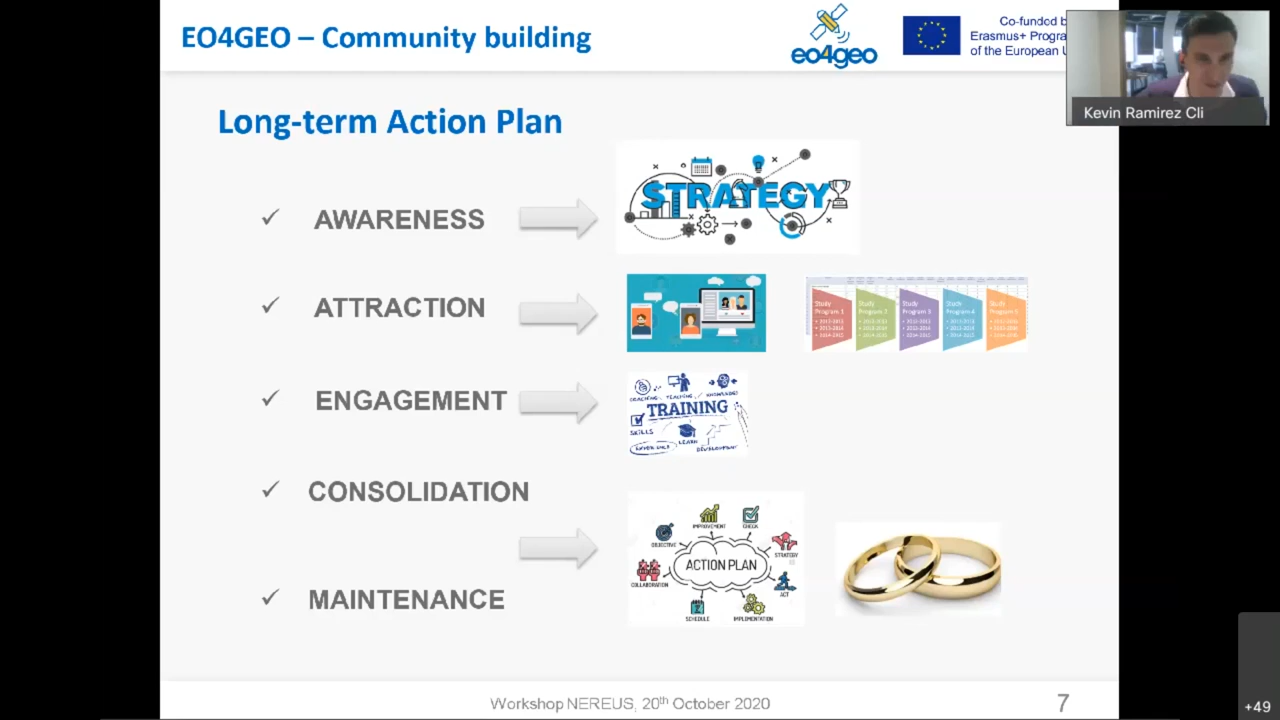 EO4GEO – Community building
eo4geo
Co-funded b
Erasmus+ Progra
of the European U
Kevin Ramirez Cli
Long-term Action Plan
STRATEGY
✓ AWARENESS
✓ ATTRACTION
Study Program 1
Study Program 2
Study Program 3
Study Program 4
Study Program 5
✓ ENGAGEMENT
TEACHING
KNOWLEDGE
TRAINING
SKILLS
LEARN
DEVELOPMENT
✓ CONSOLIDATION
IMPROVEMENT
CHECK
OBJECTIVE
STRATEGY
ACTION PLAN
COLLABORATION
ACT
SCHEDULE
IMPLEMENTATION
✓ MAINTENANCE
Workshop NEREUS, 20th October 2020
7
+49